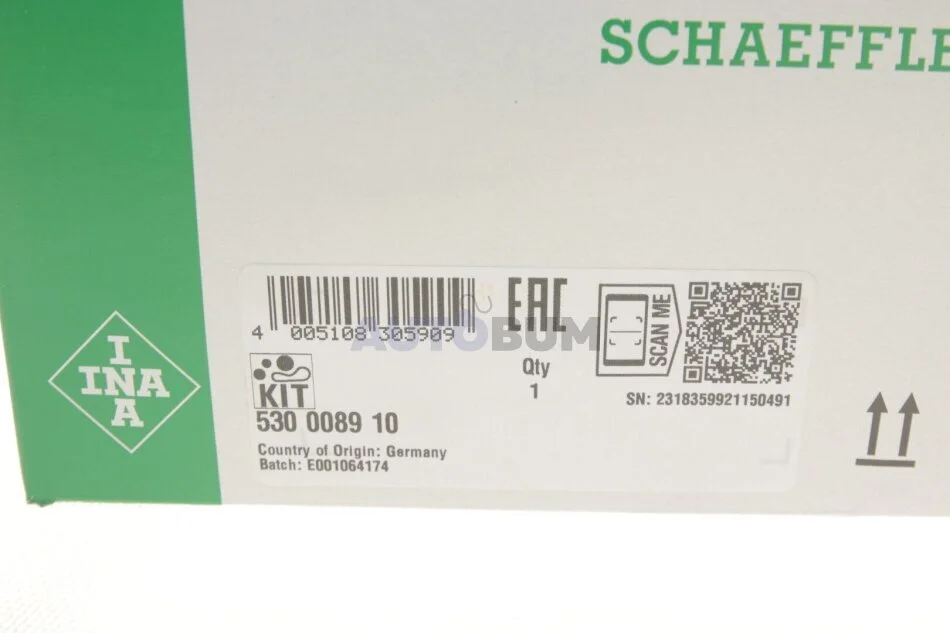 SCHAEFFLE
I
INA
A
4 005108 305909
EAC
SCAN ME
AUTOBUM
Qty
1
KIT
SN: 2318359921150491
530 0089 10
Country of Origin: Germany
Batch: E001064174